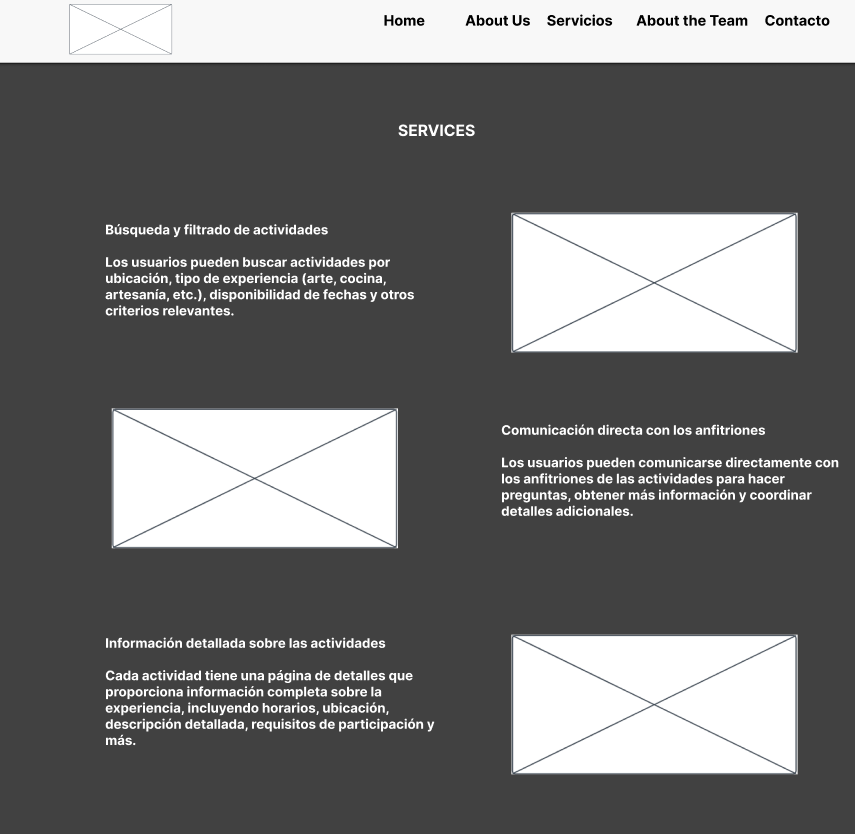 Home About Us Servicios About the Team Contacto
SERVICES
Búsqueda y filtrado de actividades
Los usuarios pueden buscar actividades por
ubicación, tipo de experiencia (arte, cocina,
artesanía, etc.), disponibilidad de fechas y otros
criterios relevantes.
Comunicación directa con los anfitriones
Los usuarios pueden comunicarse directamente con
los anfitriones de las actividades para hacer
preguntas, obtener más información y coordinar
detalles adicionales.
Información detallada sobre las actividades
Cada actividad tiene una página de detalles que
proporciona información completa sobre la
experiencia, incluyendo horarios, ubicación,
descripción detallada, requisitos de participación y
más.